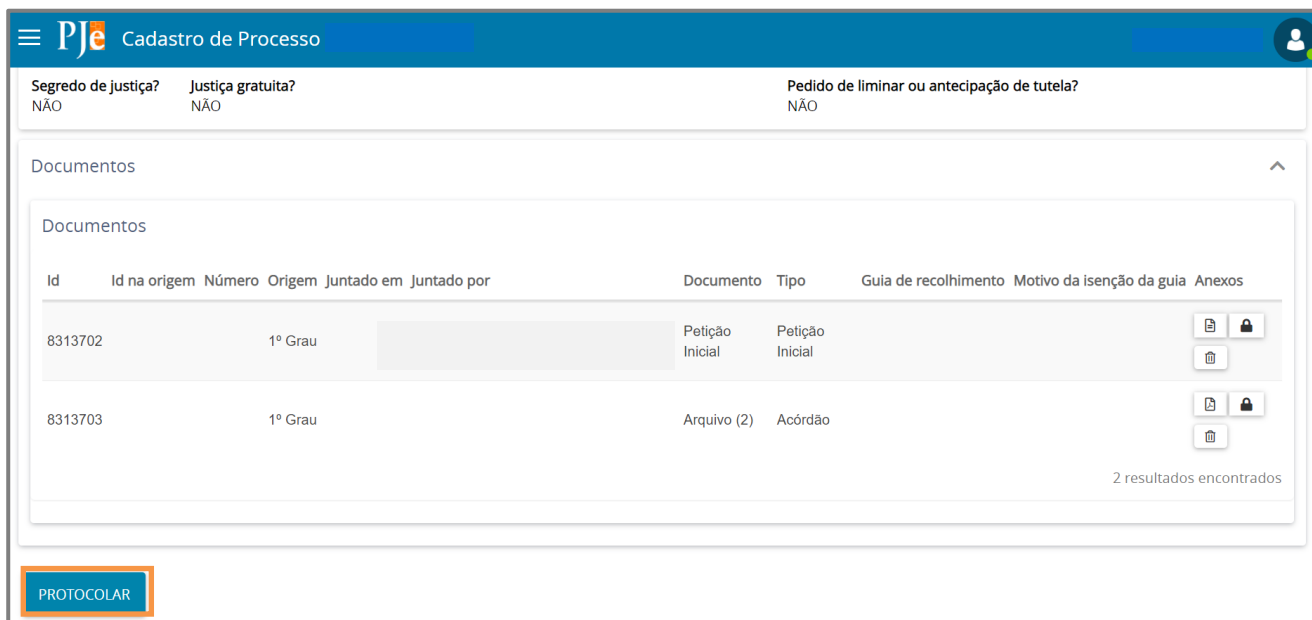 PJe Cadastro de Processo
Segredo de justiça? Justiça gratuita? Pedido de liminar ou antecipação de tutela?
NÃO NÃO NÃO
Documentos
Documentos
Id Id na origem Número Origem Juntado em Juntado por Documento Tipo Guia de recolhimento Motivo da isenção da guia Anexos
8313702 1º Grau Petição Inicial Petição Inicial
8313703 1º Grau Arquivo (2) Acórdão
2 resultados encontrados
PROTOCOLAR